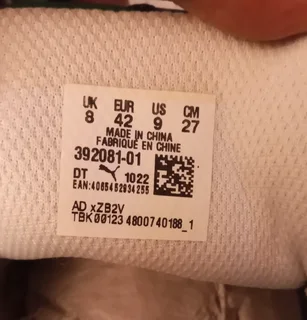 UK EUR US CM
8 42 9 27
MADE IN CHINA
FABRIQUÉ EN CHINE
392081-01
DT 1022
EAN:4065452934255
AD xZB2V
TBK00123 4800740188_1